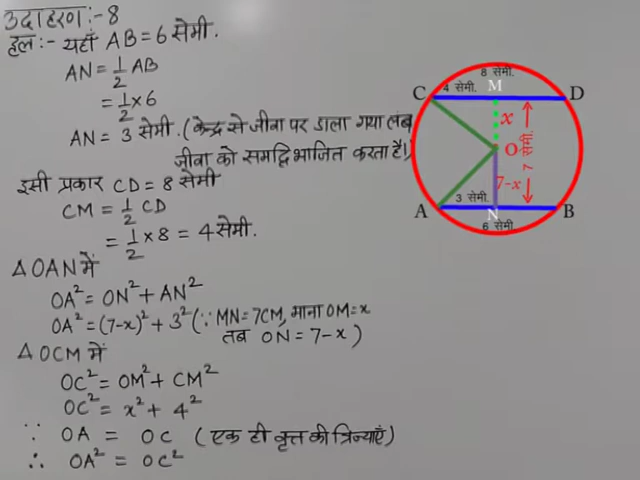 उदाहरण:-8
हल:- यहाँ AB=6 सेमी.
AN=1/2 AB
=1/2×6
AN=3 सेमी. (केन्द्र से जीवा पर डाला गया लंब
जीवा को समद्विभाजित करता है।)
इसी प्रकार CD=8 सेमी
CM=1/2 CD
=1/2×8=4 सेमी.
△OAN में
OA²=ON²+AN²
OA²=(7-x)²+3² (∵ MN=7CM, माना OM=x
तब ON=7-x)
△OCM में
OC²=OM²+CM²
OC²=x²+4²
∵ OA = OC (एक ही वृत्त की त्रिज्याएँ)
∴ OA² = OC²
8 सेमी.
C 4 सेमी. M D
x
O
7 सेमी.
7-x
3 सेमी.
A N B
6 सेमी.